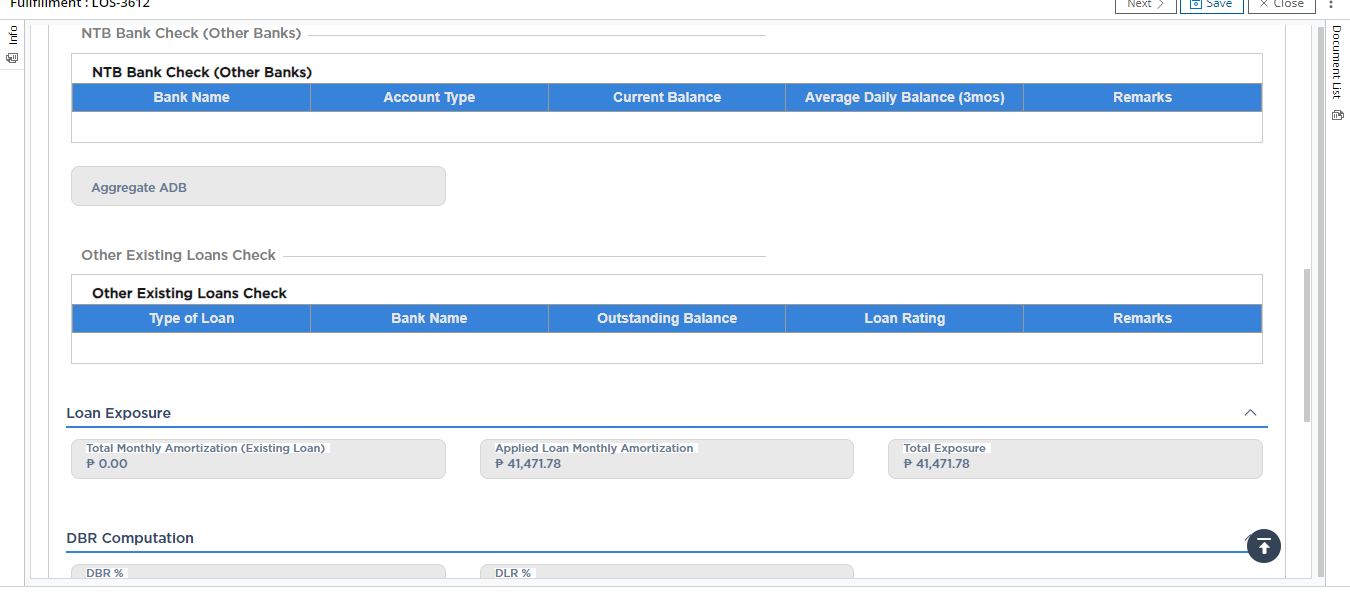 Fullfillment : LOS-3612
Next
Save
Close
Info
Document List
NTB Bank Check (Other Banks)
NTB Bank Check (Other Banks)
Bank Name Account Type Current Balance Average Daily Balance (3mos) Remarks
Aggregate ADB
Other Existing Loans Check
Other Existing Loans Check
Type of Loan Bank Name Outstanding Balance Loan Rating Remarks
Loan Exposure
Total Monthly Amortization (Existing Loan) Applied Loan Monthly Amortization Total Exposure
₱ 0.00 ₱ 41,471.78 ₱ 41,471.78
DBR Computation
DBR % DLR %